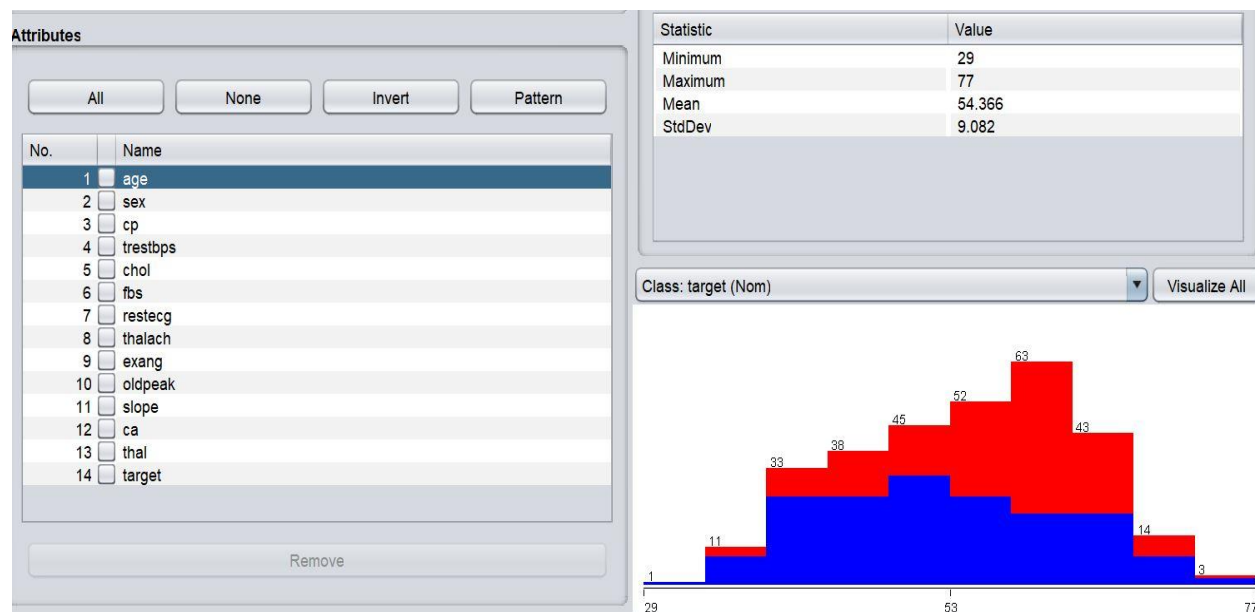 Attributes
All None Invert Pattern
No. Name
1 age
2 sex
3 cp
4 trestbps
5 chol
6 fbs
7 restecg
8 thalach
9 exang
10 oldpeak
11 slope
12 ca
13 thal
14 target
Remove
Statistic Value
Minimum 29
Maximum 77
Mean 54.366
StdDev 9.082
Class: target (Nom) Visualize All
1
11
33
38
45
52
63
43
14
3
29 53 77